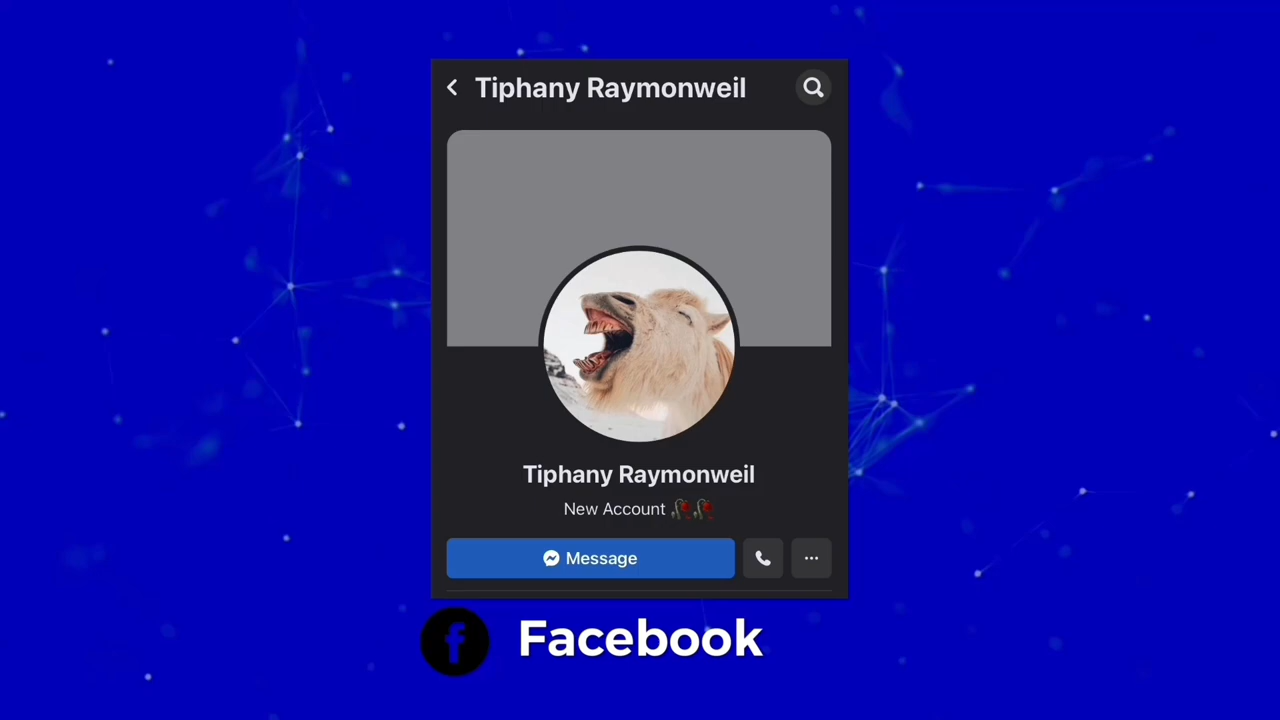 Tiphany Raymonweil
Tiphany Raymonweil
New Account 🥀🥀
Message
Facebook